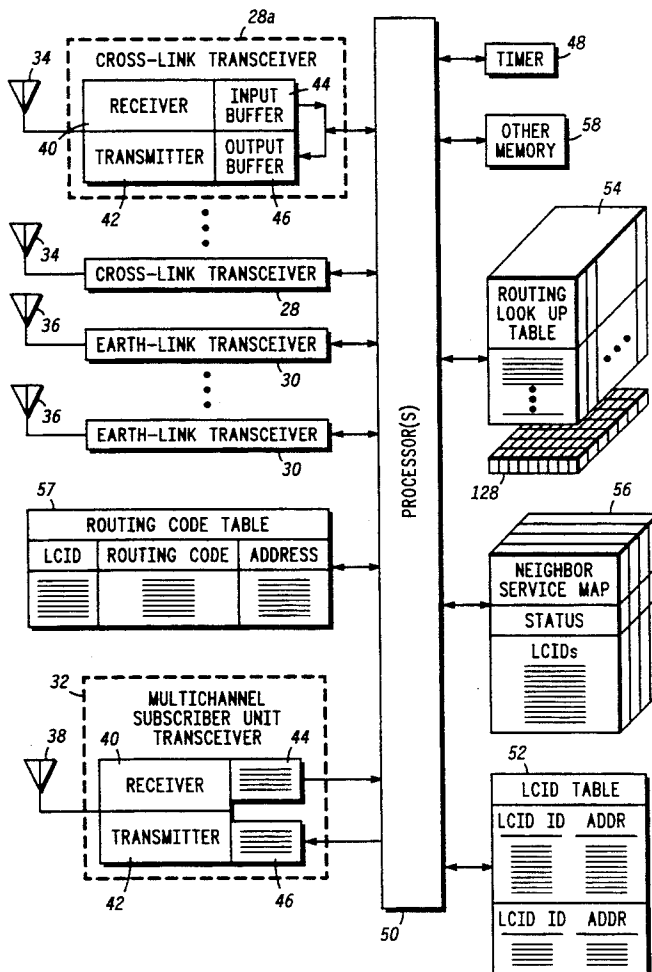 28a
CROSS-LINK TRANSCEIVER
34
RECEIVER
INPUT
BUFFER
44
40
TRANSMITTER
OUTPUT
BUFFER
42
46
34
CROSS-LINK TRANSCEIVER
28
36
EARTH-LINK TRANSCEIVER
30
36
EARTH-LINK TRANSCEIVER
30
57
ROUTING CODE TABLE
LCID ROUTING CODE ADDRESS
32
MULTICHANNEL
SUBSCRIBER UNIT
TRANSCEIVER
38
40
44
RECEIVER
TRANSMITTER
42
46
PROCESSOR(S)
50
TIMER
48
OTHER
MEMORY
58
54
ROUTING
LOOK UP
TABLE
128
56
NEIGHBOR
SERVICE MAP
STATUS
LCIDs
52
LCID TABLE
LCID ID ADDR
LCID ID ADDR